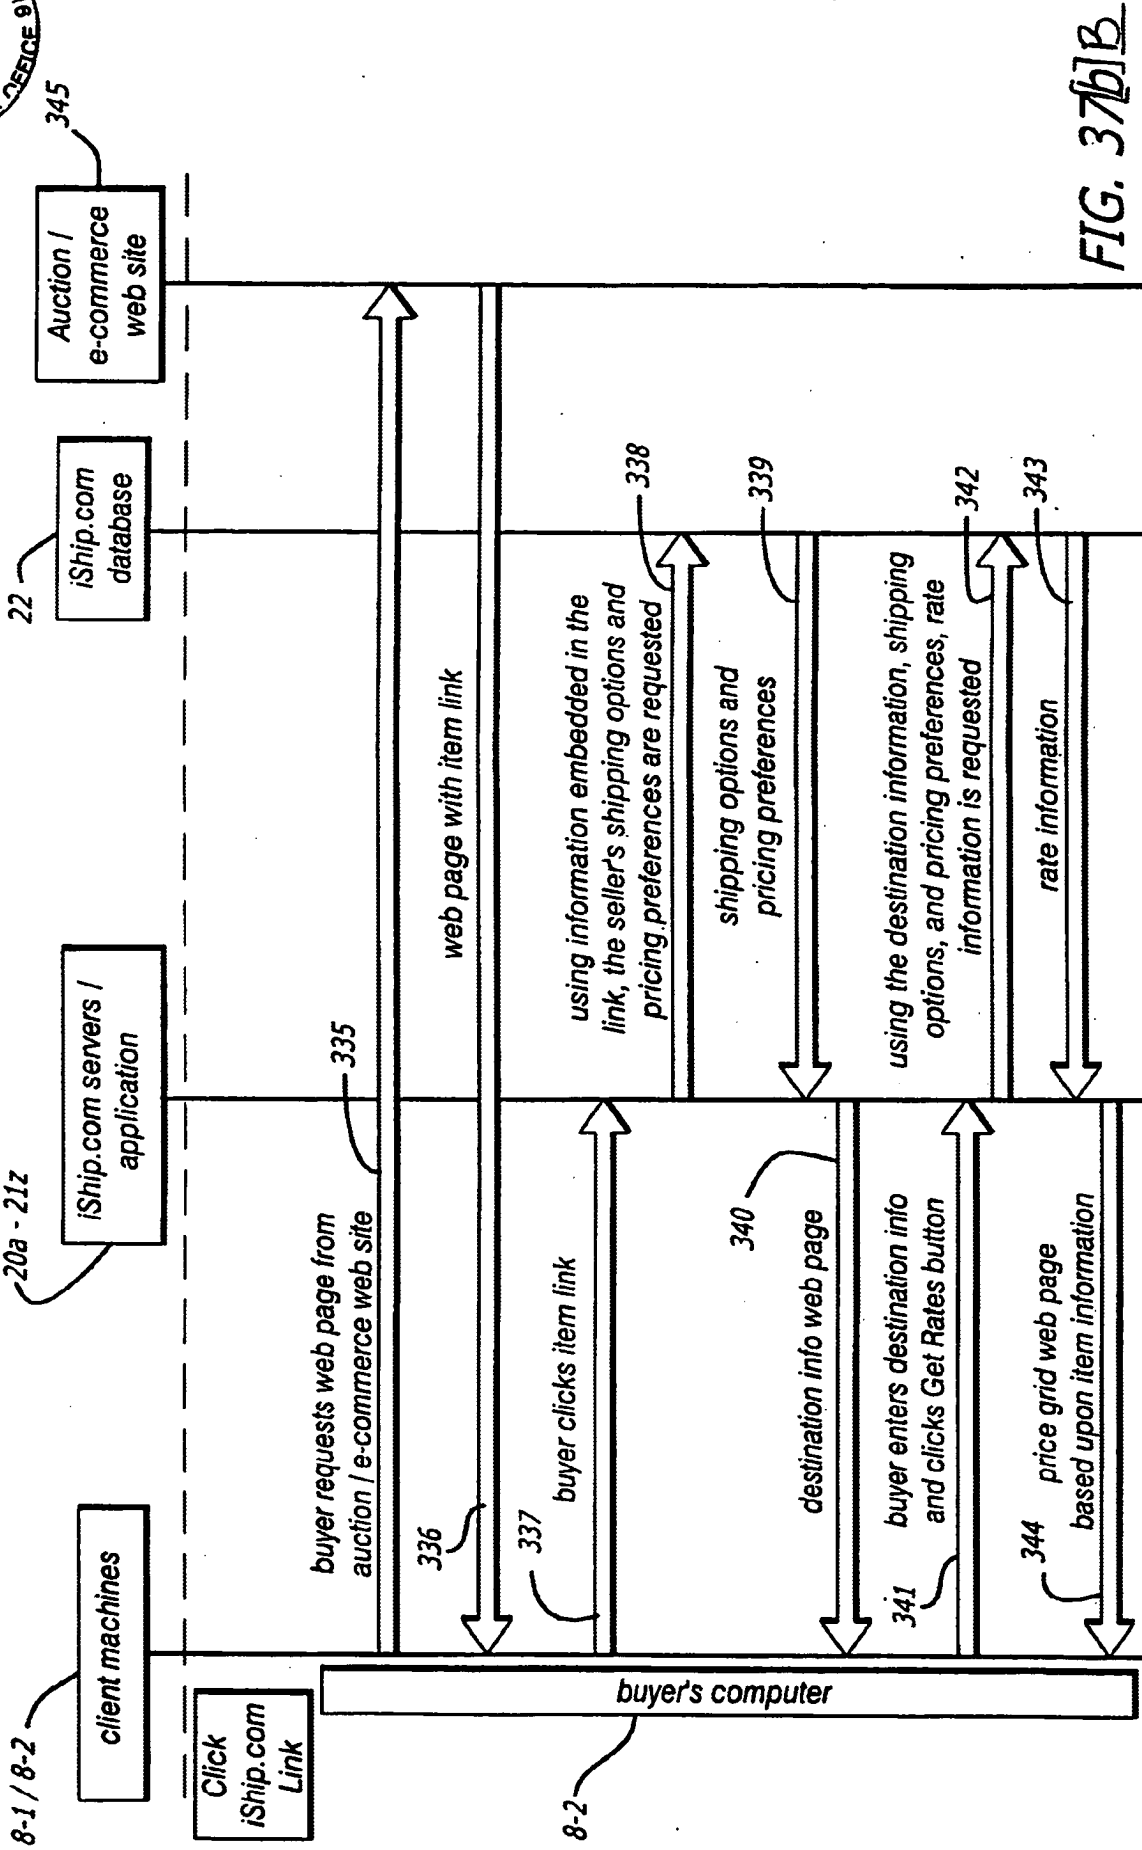 OFFICE
8-1 / 8-2
client machines
20a - 21z
iShip.com servers /
application
22
iShip.com
database
345
Auction /
e-commerce
web site
Click
iShip.com
Link
8-2
buyer's computer
buyer requests web page from
auction / e-commerce web site
335
336
web page with item link
337
buyer clicks item link
using information embedded in the
link, the seller's shipping options and
pricing preferences are requested
338
shipping options and
pricing preferences
339
destination info web page
340
341
buyer enters destination info
and clicks Get Rates button
using the destination information, shipping
options, and pricing preferences, rate
information is requested
342
rate information
343
344
price grid web page
based upon item information
FIG. 37[b]B